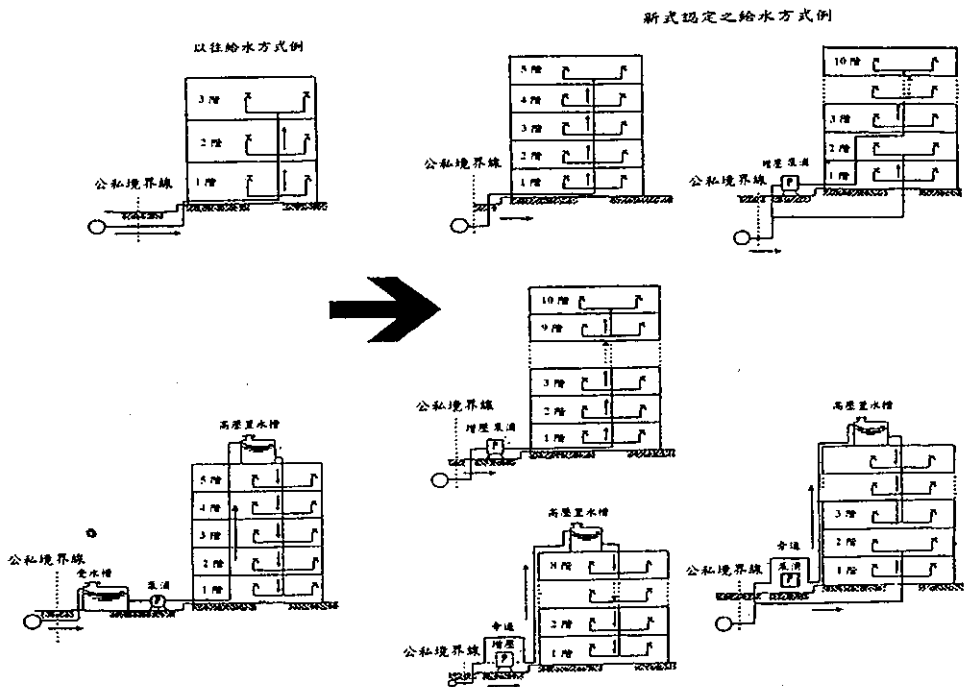 新式認定之給水方式例
以往給水方式例
3階
2階
1階
公私境界線
5階
4階
3階
2階
1階
公私境界線
10階
3階
2階
1階
增壓泵浦
P
公私境界線
10階
9階
3階
2階
1階
公私境界線
增壓泵浦
P
高壓置水槽
5階
4階
3階
2階
1階
公私境界線
受水槽
泵浦
P
高壓置水槽
8階
2階
1階
旁通
增壓
P
公私境界線
高壓置水槽
3階
2階
1階
旁通
泵浦
P
公私境界線